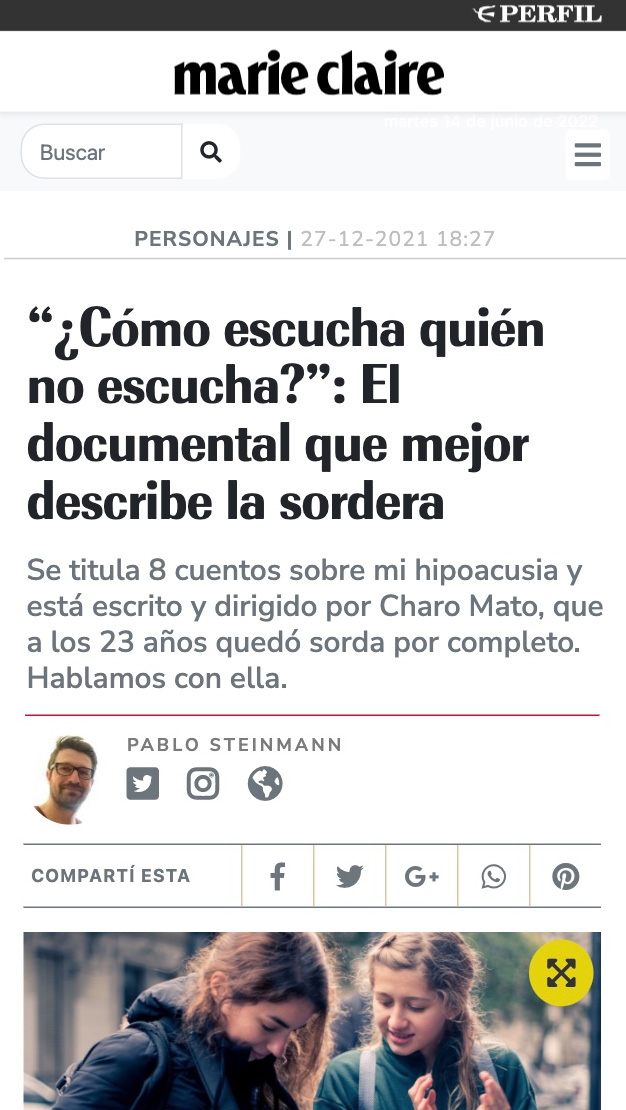 PERFIL
marie claire
martes 14 de junio de 2022
Buscar
PERSONAJES | 27-12-2021 18:27
“¿Cómo escucha quién
no escucha?”: El
documental que mejor
describe la sordera
Se titula 8 cuentos sobre mi hipoacusia y
está escrito y dirigido por Charo Mato, que
a los 23 años quedó sorda por completo.
Hablamos con ella.
PABLO STEINMANN
COMPARTÍ ESTA